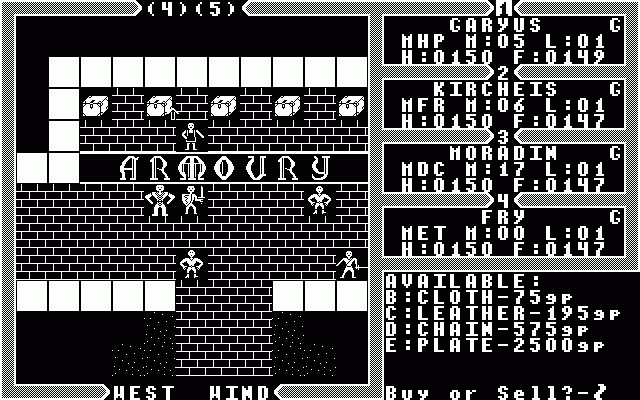 (4)(5)
ARMOURY
WEST WIND
1
GARYUS G
MHP M:05 L:01
H:0150 F:0149
2
KIRCHEIS G
MFR M:06 L:01
H:0150 F:0147
3
MORADIN G
MDC M:17 L:01
H:0150 F:0147
4
FRY G
MET M:00 L:01
H:0150 F:0147
AVAILABLE:
B:CLOTH-75gp
C:LEATHER-195gp
D:CHAIN-575gp
E:PLATE-2500gp
Buy or Sell?-